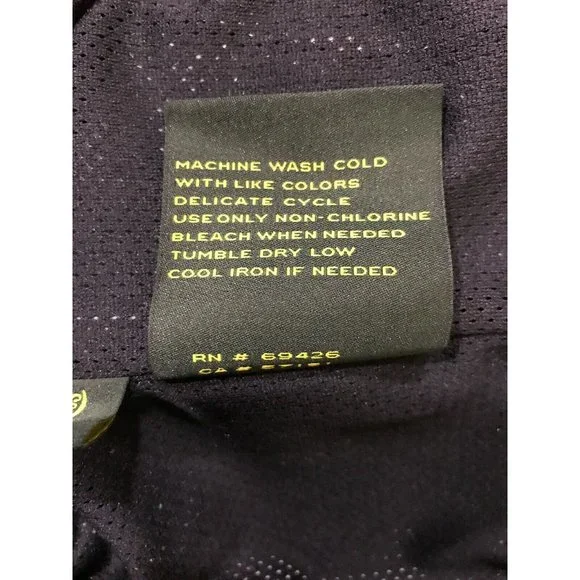 MACHINE WASH COLD
WITH LIKE COLORS
DELICATE CYCLE
USE ONLY NON-CHLORINE
BLEACH WHEN NEEDED
TUMBLE DRY LOW
COOL IRON IF NEEDED
RN # 69426
CA #